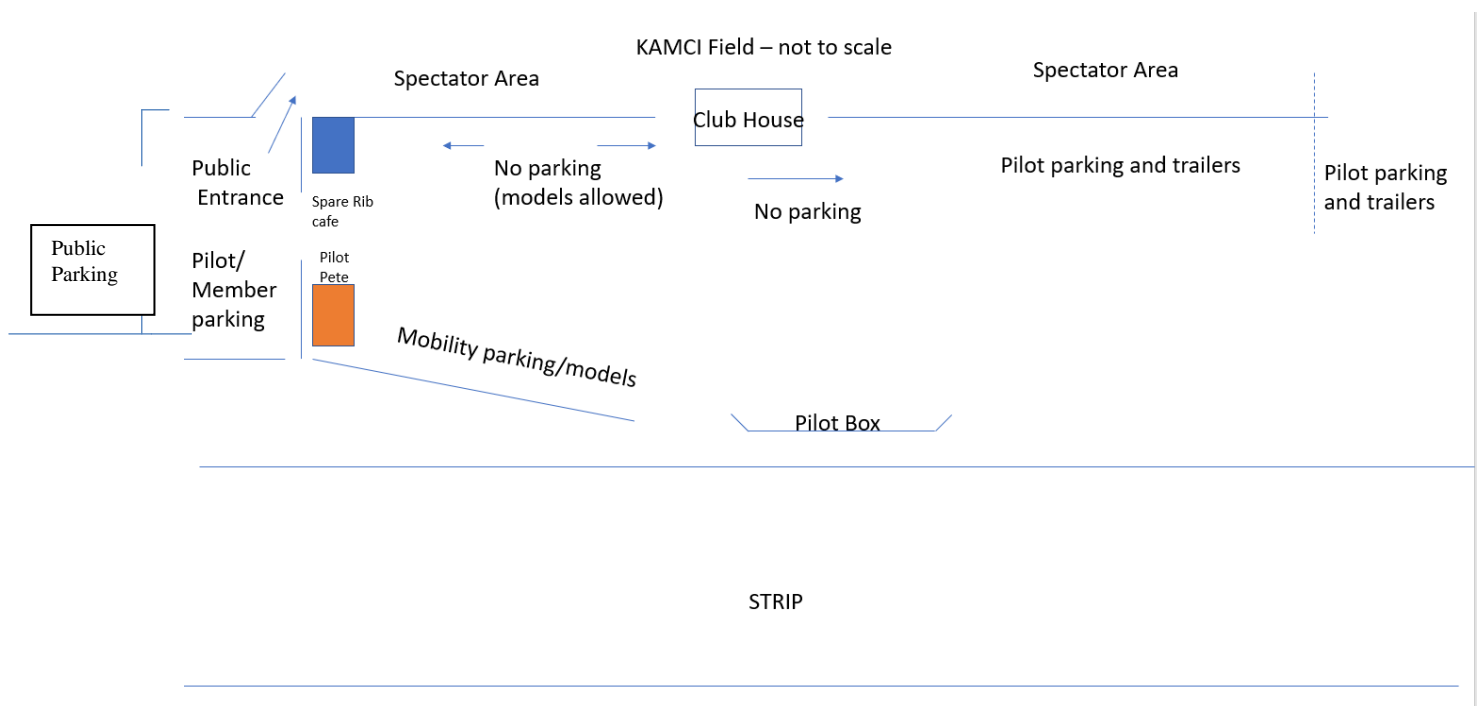 KAMCI Field – not to scale
Spectator Area
Spectator Area
Club House
Public
Entrance
No parking
(models allowed)
Pilot parking and trailers
Pilot parking
and trailers
Spare Rib
cafe
No parking
Public
Parking
Pilot/
Member
parking
Pilot
Pete
Mobility parking/models
Pilot Box
STRIP